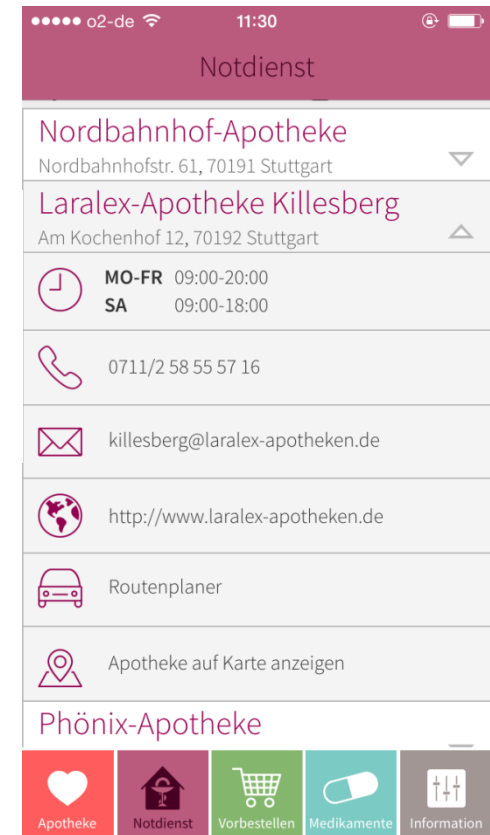 o2-de 11:30
Notdienst
Nordbahnhof-Apotheke
Nordbahnhofstr. 61, 70191 Stuttgart
Laralex-Apotheke Killesberg
Am Kochenhof 12, 70192 Stuttgart
MO-FR 09:00-20:00
SA 09:00-18:00
0711/2 58 55 57 16
killesberg@laralex-apotheken.de
http://www.laralex-apotheken.de
Routenplaner
Apotheke auf Karte anzeigen
Phönix-Apotheke
Apotheke Notdienst Vorbestellen Medikamente Information